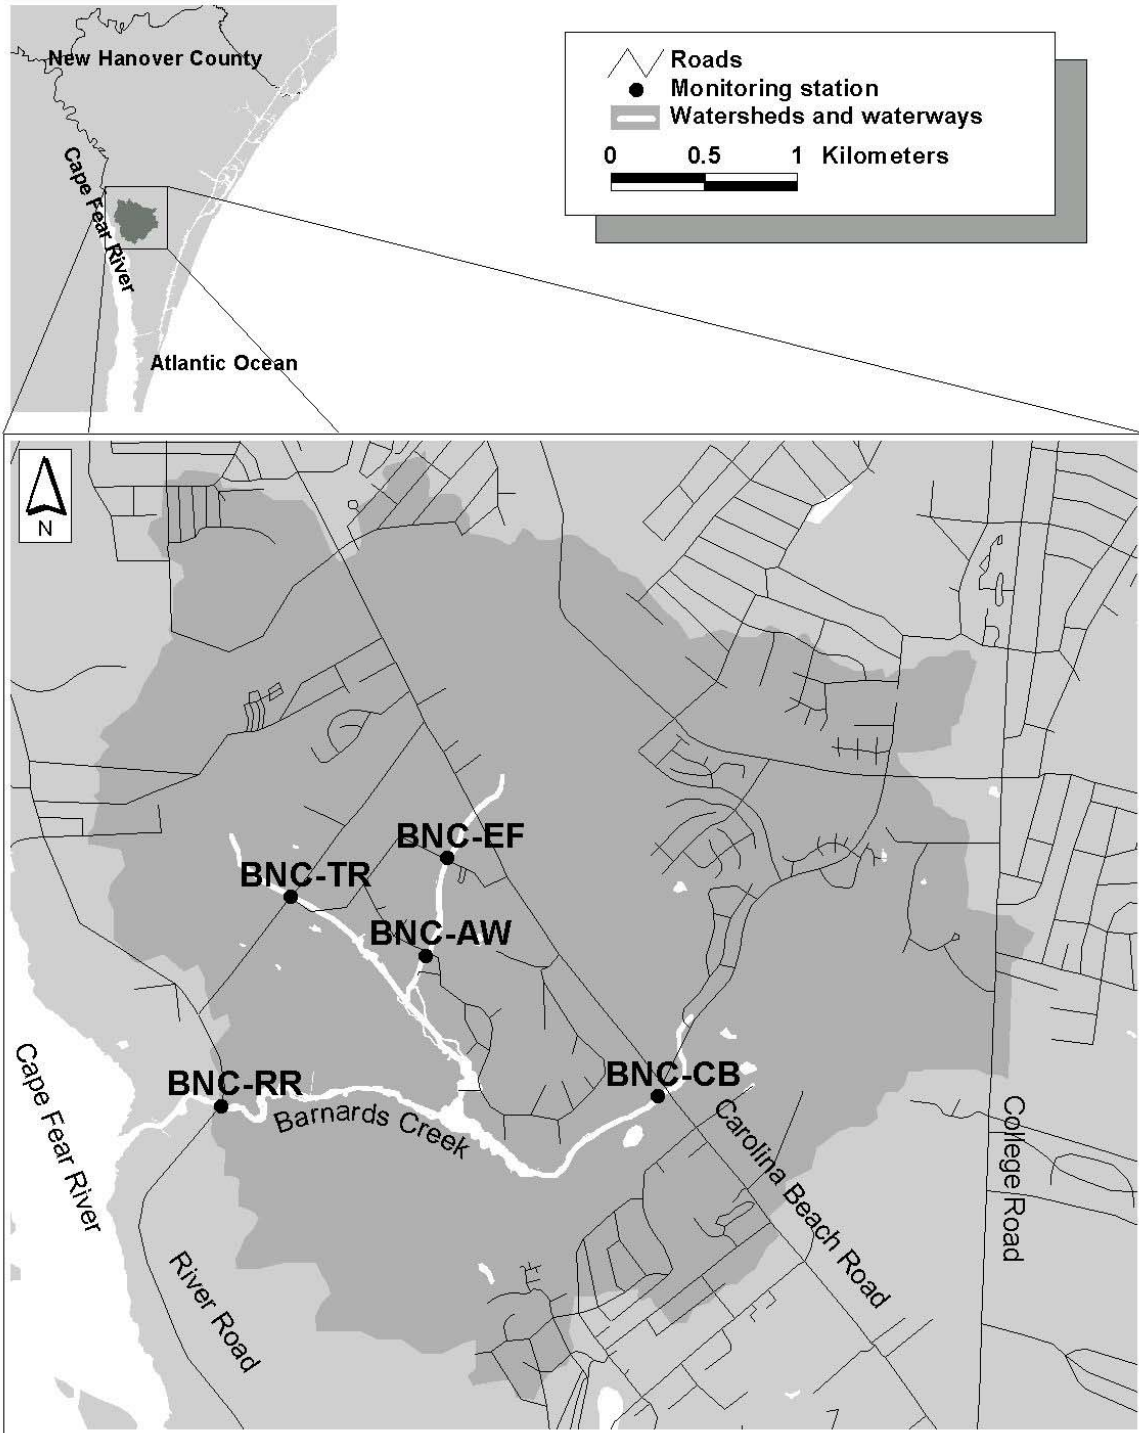 New Hanover County
Cape Fear River
Atlantic Ocean
Roads
Monitoring station
Watersheds and waterways
0 0.5 1 Kilometers
N
BNC-EF
BNC-TR
BNC-AW
BNC-CB
BNC-RR
Barnards Creek
Cape Fear River
River Road
Carolina Beach Road
College Road